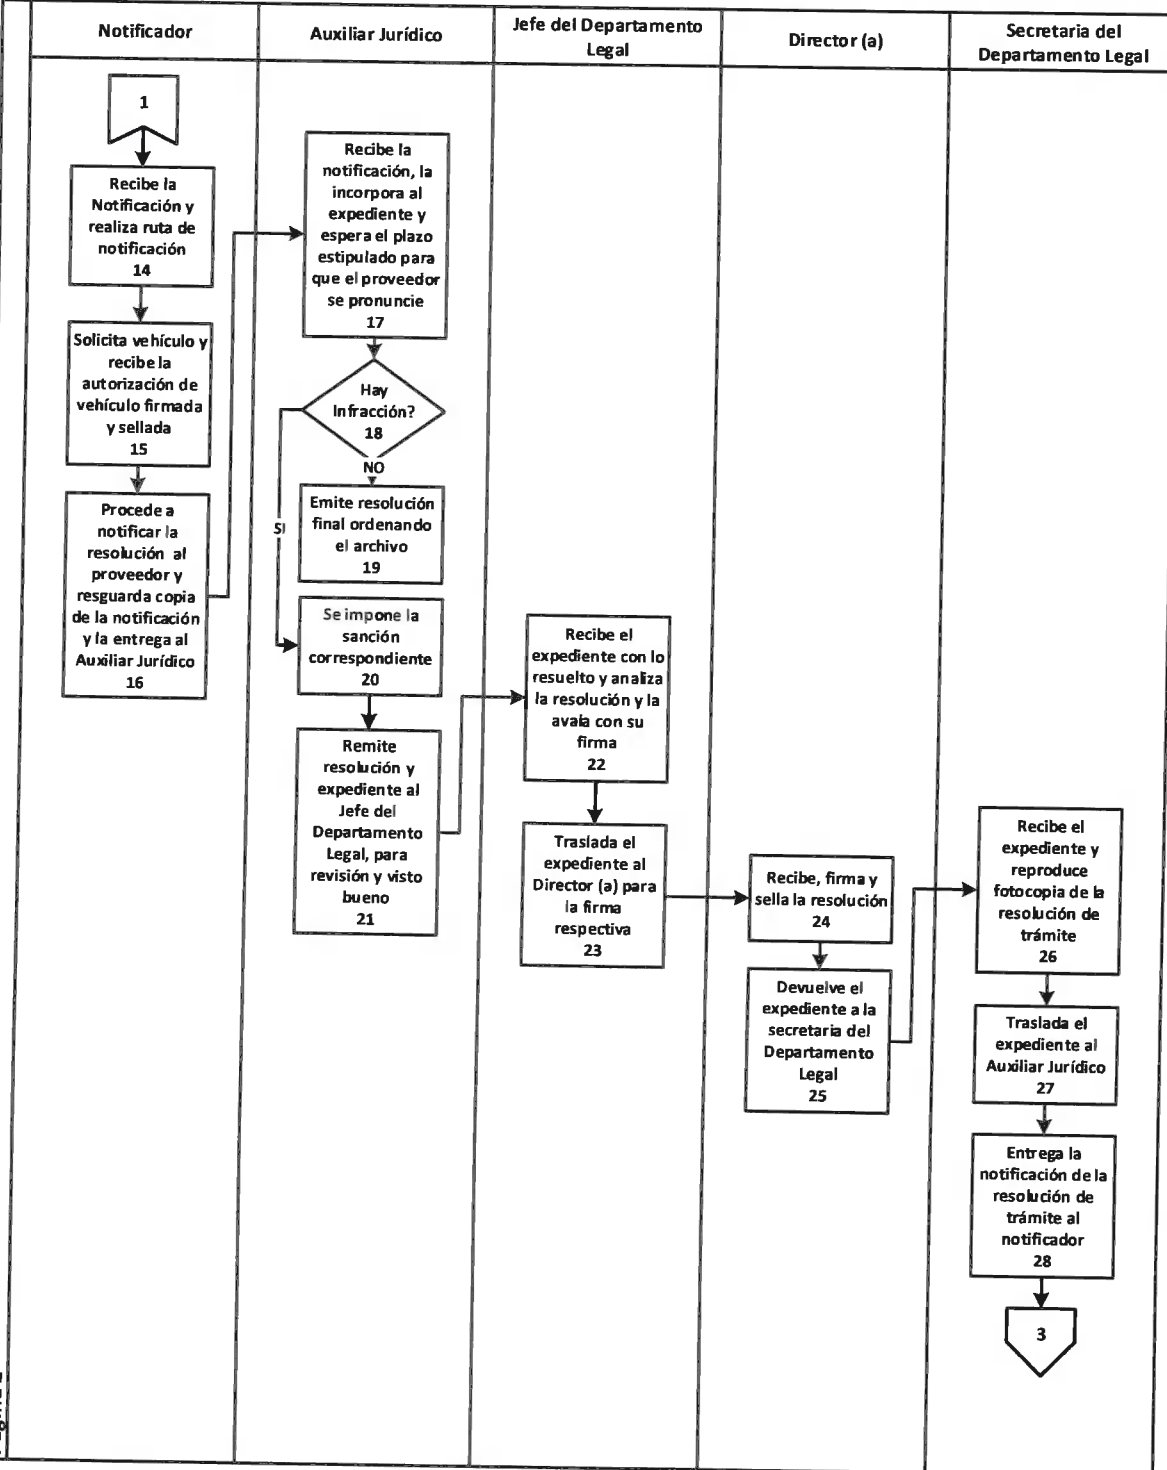 Notificador
Auxiliar Jurídico
Jefe del Departamento
Legal
Director (a)
Secretaria del
Departamento Legal
1
Recibe la
Notificación y
realiza ruta de
notificación
14
Solicita vehículo y
recibe la
autorización de
vehículo firmada
y sellada
15
Procede a
notificar la
resolución al
proveedor y
resguarda copia
de la notificación
y la entrega al
Auxiliar Jurídico
16
Recibe la
notificación, la
incorpora al
expediente y
espera el plazo
estipulado para
que el proveedor
se pronuncie
17
Hay
Infracción?
18
NO
SI
Emite resolución
final ordenando
el archivo
19
Se impone la
sanción
correspondiente
20
Remite
resolución y
expediente al
Jefe del
Departamento
Legal, para
revisión y visto
bueno
21
Recibe el
expediente con lo
resuelto y analiza
la resolución y la
avala con su
firma
22
Traslada el
expediente al
Director (a) para
la firma
respectiva
23
Recibe, firma y
sella la resolución
24
Devuelve el
expediente a la
secretaria del
Departamento
Legal
25
Recibe el
expediente y
reproduce
fotocopia de la
resolución de
trámite
26
Traslada el
expediente al
Auxiliar Jurídico
27
Entrega la
notificación de la
resolución de
trámite al
notificador
28
3